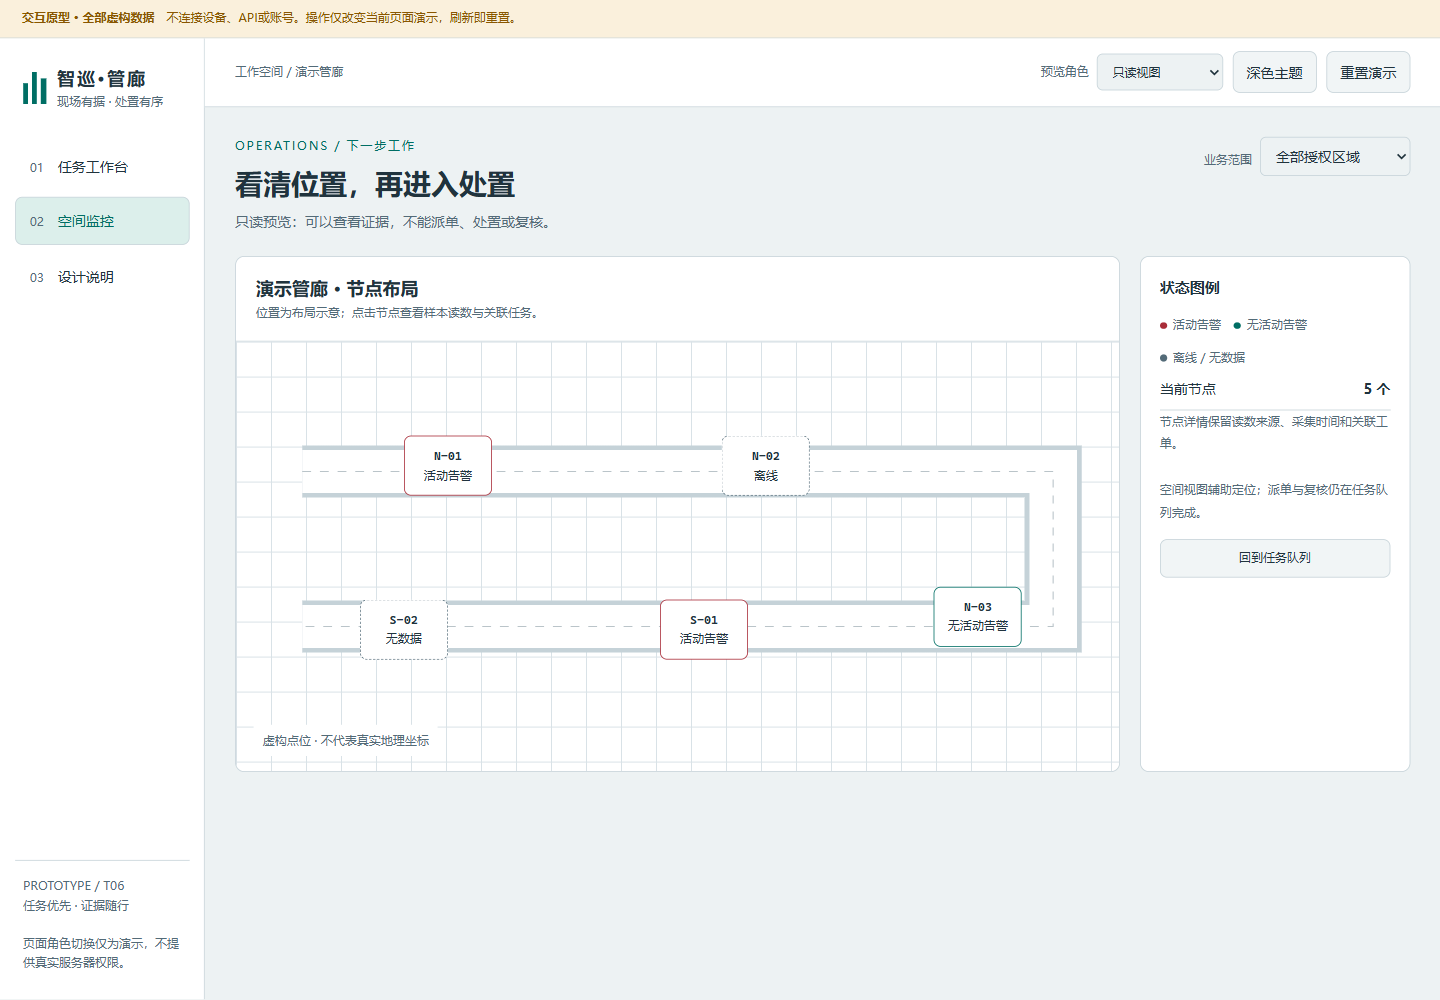 交互原型 • 全部虚构数据 不连接设备、API或账号。操作仅改变当前页面演示，刷新即重置。
智巡•管廊
现场有据 · 处置有序
01 任务工作台
02 空间监控
03 设计说明
PROTOTYPE / T06
任务优先 · 证据随行
页面角色切换仅为演示，不提
供真实服务器权限。
工作空间 / 演示管廊
预览角色 只读视图 深色主题 重置演示
OPERATIONS / 下一步工作
看清位置，再进入处置
只读预览：可以查看证据，不能派单、处置或复核。
业务范围 全部授权区域
演示管廊 • 节点布局
位置为布局示意；点击节点查看样本读数与关联任务。
N-01
活动告警
N-02
离线
S-02
无数据
S-01
活动告警
N-03
无活动告警
虚构点位 · 不代表真实地理坐标
状态图例
活动告警 无活动告警
离线 / 无数据
当前节点 5 个
节点详情保留读数来源、采集时间和关联工
单。
空间视图辅助定位；派单与复核仍在任务队
列完成。
回到任务队列